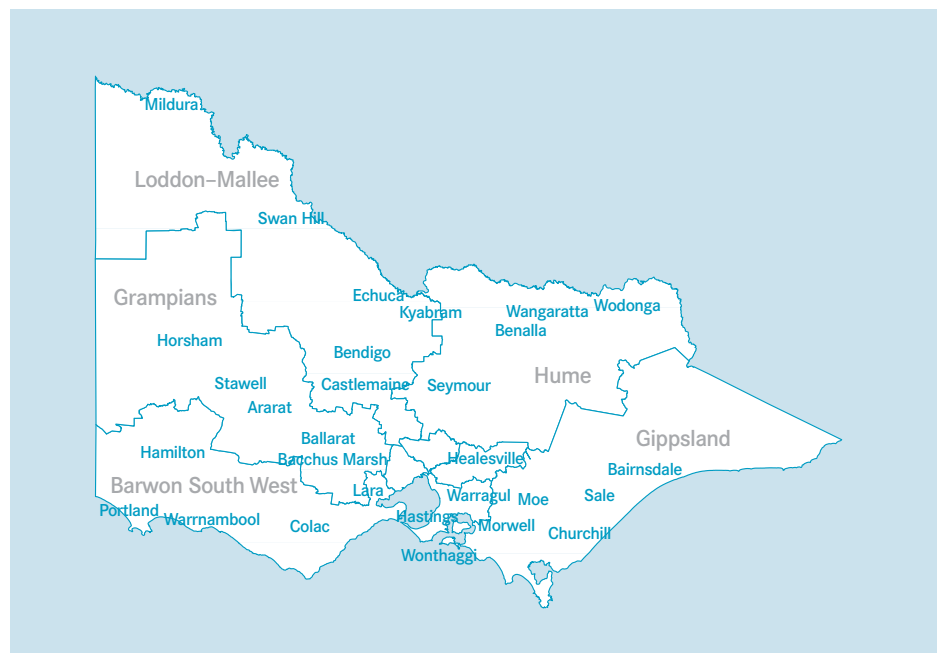 Mildura
Loddon–Mallee
Swan Hill
Echuca
Grampians
Kyabram
Wangaratta
Wodonga
Benalla
Horsham
Bendigo
Hume
Stawell
Castlemaine
Seymour
Ararat
Ballarat
Gippsland
Hamilton
Bacchus Marsh
Healesville
Bairnsdale
Barwon South West
Lara
Warragul
Moe
Sale
Portland
Warrnambool
Hastings
Colac
Morwell
Churchill
Wonthaggi